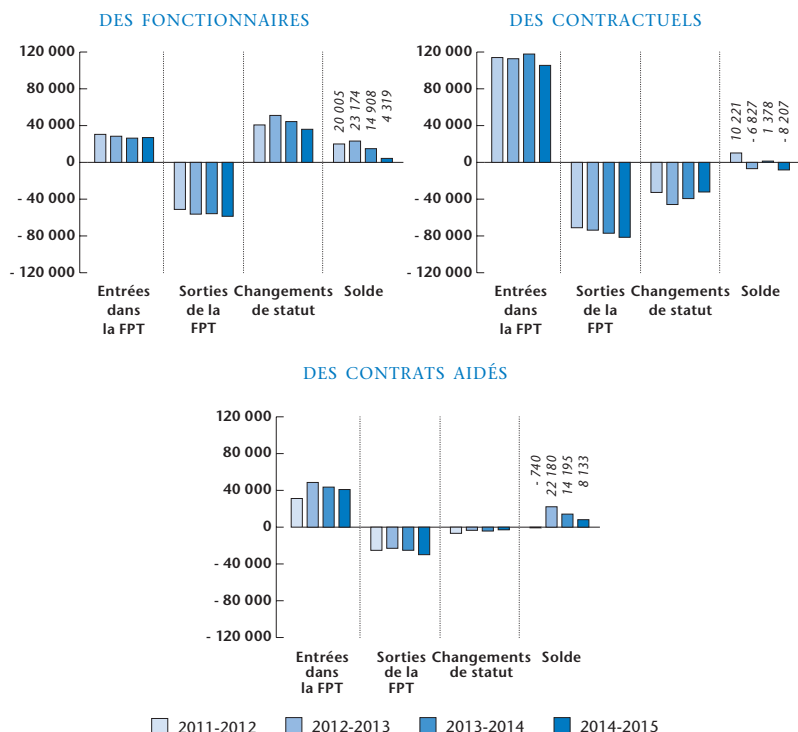 DES FONCTIONNAIRES
120 000
80 000
40 000
0
- 40 000
- 80 000
- 120 000
20 005
23 174
14 908
4 319
Entrées dans la FPT
Sorties de la FPT
Changements de statut
Solde
DES CONTRACTUELS
120 000
80 000
40 000
0
- 40 000
- 80 000
- 120 000
10 221
- 6 827
1 378
- 8 207
Entrées dans la FPT
Sorties de la FPT
Changements de statut
Solde
DES CONTRATS AIDÉS
120 000
80 000
40 000
0
- 40 000
- 80 000
- 120 000
- 740
22 180
14 195
8 133
Entrées dans la FPT
Sorties de la FPT
Changements de statut
Solde
2011-2012
2012-2013
2013-2014
2014-2015